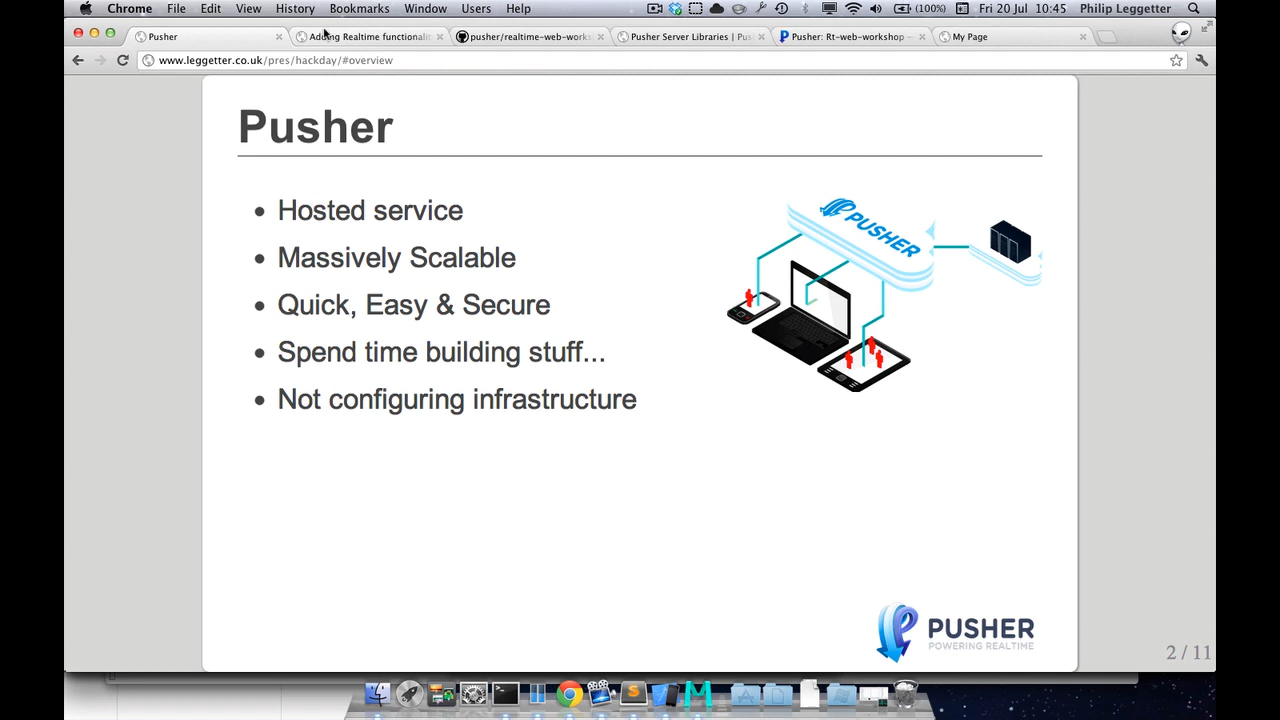 Chrome File Edit View History Bookmarks Window Users Help (100%) Fri 20 Jul 10:45 Philip Leggetter
Pusher
Adding Realtime functionalit
pusher/realtime-web-works
Pusher Server Libraries | Pus
Pusher: Rt-web-workshop —
My Page
www.leggetter.co.uk/pres/hackday/#overview
Pusher
• Hosted service
• Massively Scalable
• Quick, Easy & Secure
• Spend time building stuff...
• Not configuring infrastructure
PUSHER
PUSHER
POWERING REALTIME
2 / 11